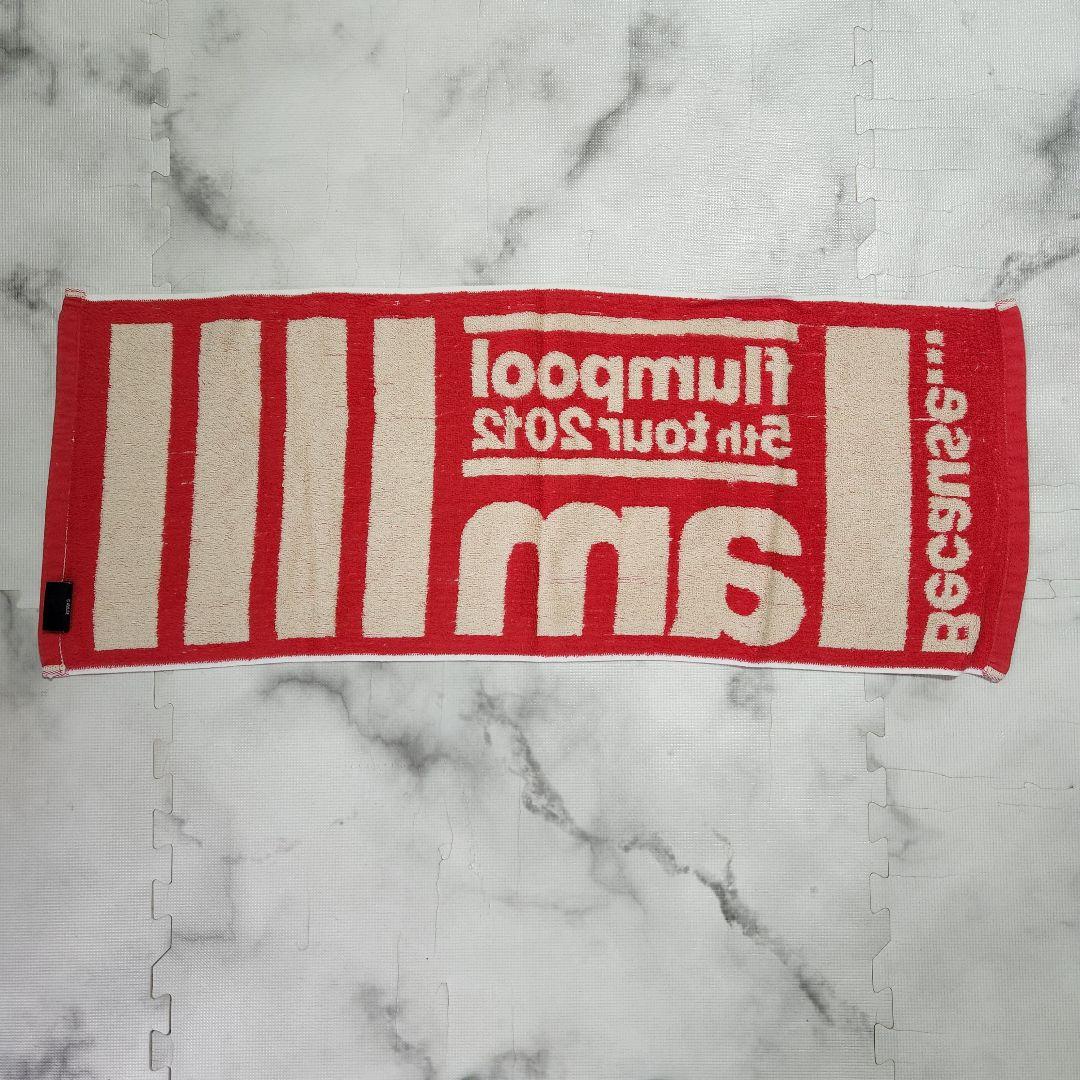 Because...
flumpool
5th tour 2012
am